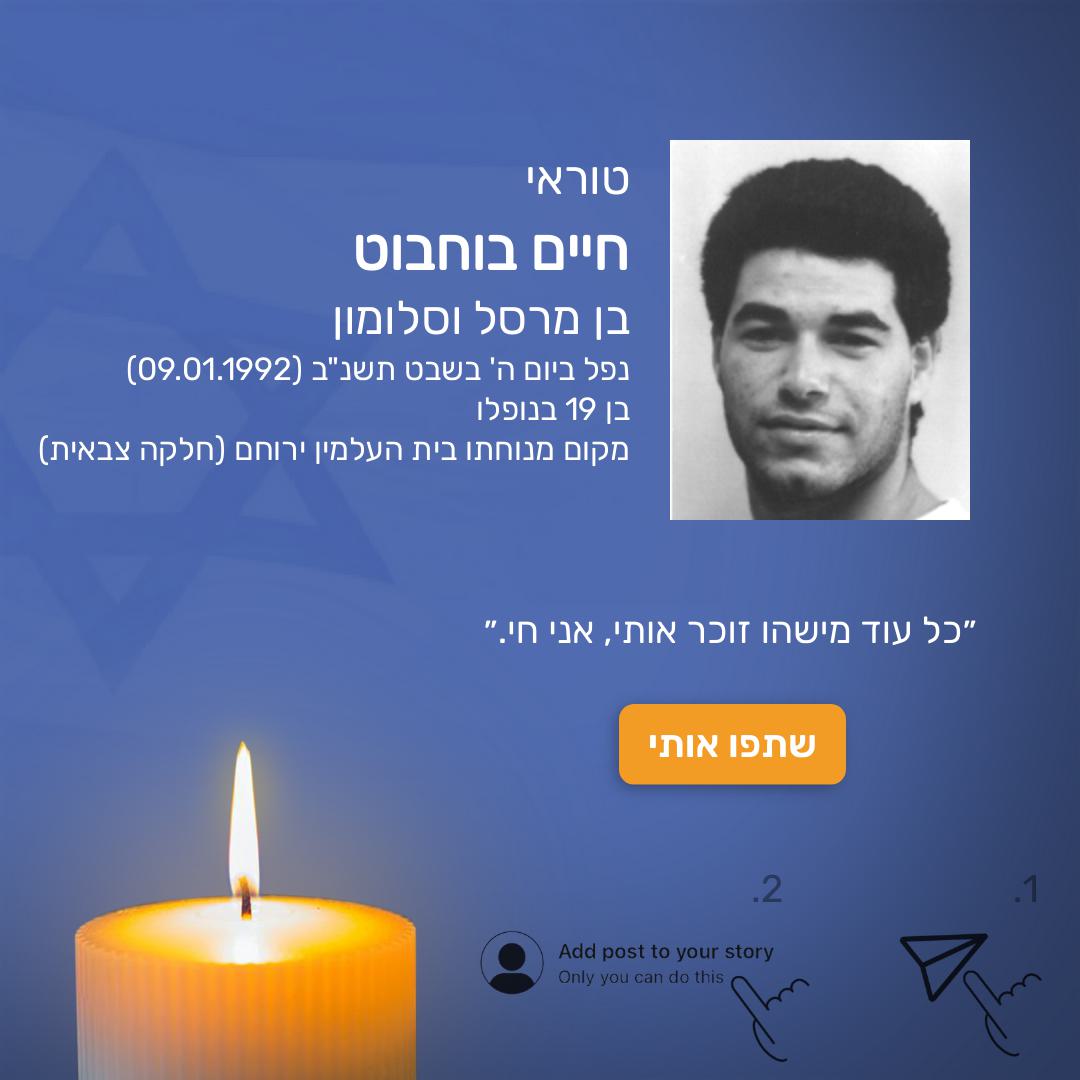 טוראי
חיים בוחבוט
בן מרסל וסלומון
נפל ביום ה' בשבט תשנ"ב (09.01.1992)
בן 19 בנופלו
מקום מנוחתו בית העלמין ירוחם (חלקה צבאית)
״כל עוד מישהו זוכר אותי, אני חי.״
שתפו אותי
1.
2.
Add post to your story
Only you can do this